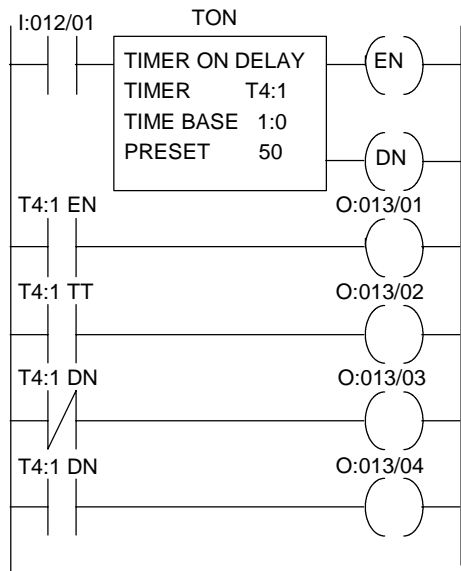 I:012/01
TON
TIMER ON DELAY
TIMER T4:1
TIME BASE 1:0
PRESET 50
EN
DN
T4:1 EN O:013/01
T4:1 TT O:013/02
T4:1 DN O:013/03
T4:1 DN O:013/04